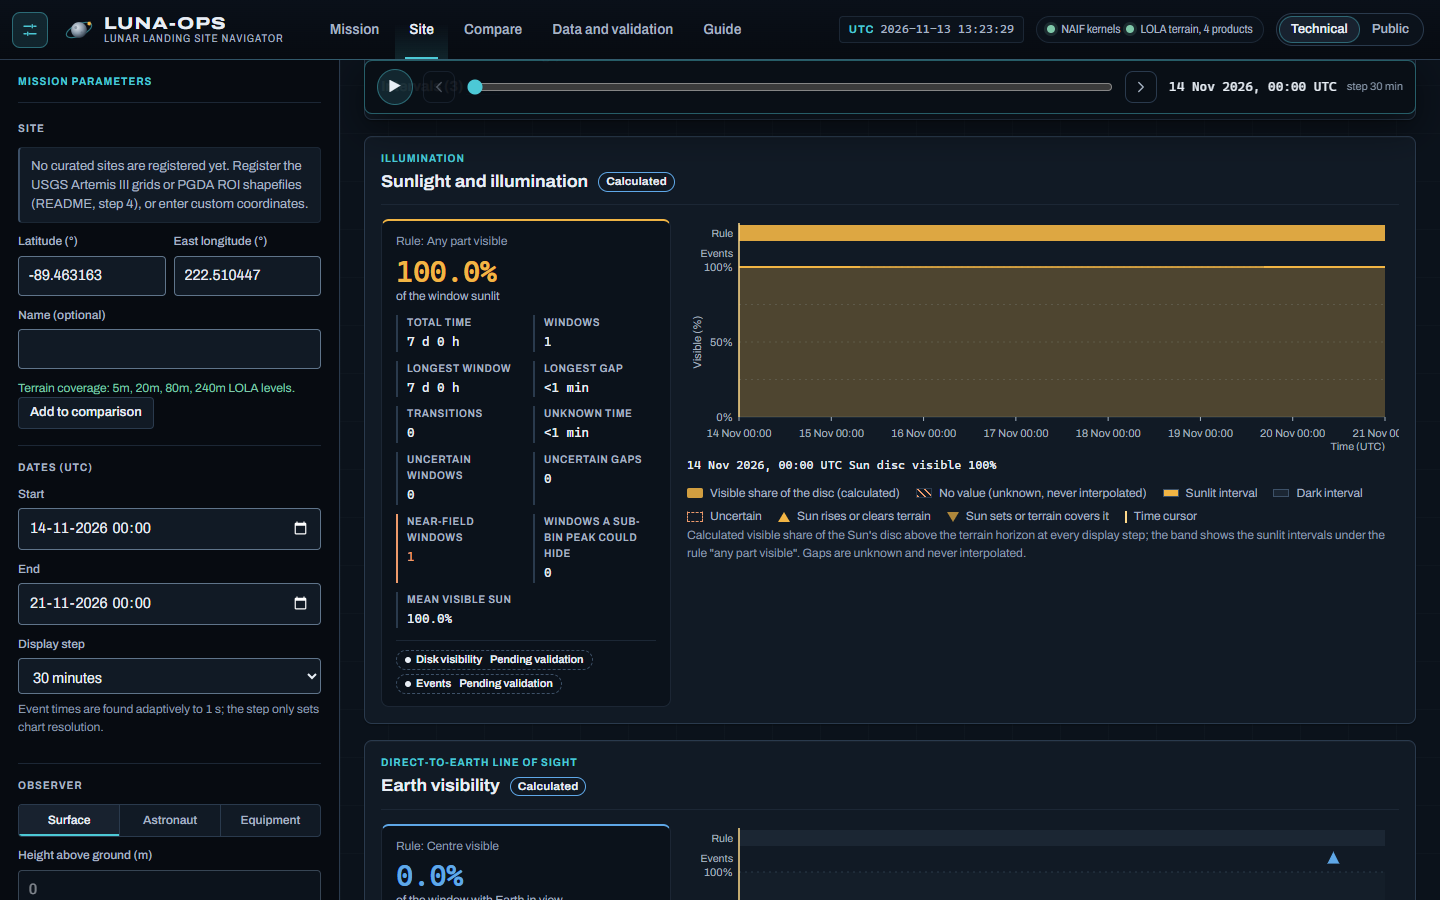 LUNA-OPS
LUNAR LANDING SITE NAVIGATOR
Mission
Site
Compare
Data and validation
Guide
UTC 2026-11-13 13:23:29
NAIF kernels
LOLA terrain, 4 products
Technical
Public
MISSION PARAMETERS
SITE
No curated sites are registered yet. Register the
USGS Artemis III grids or PGDA ROI shapefiles
(README, step 4), or enter custom coordinates.
Latitude (°)
East longitude (°)
-89.463163
222.510447
Name (optional)
Terrain coverage: 5m, 20m, 80m, 240m LOLA levels.
Add to comparison
DATES (UTC)
Start
14-11-2026 00:00
End
21-11-2026 00:00
Display step
30 minutes
Event times are found adaptively to 1 s; the step only sets
chart resolution.
OBSERVER
Surface
Astronaut
Equipment
Height above ground (m)
0
14 Nov 2026, 00:00 UTC
step 30 min
ILLUMINATION
Sunlight and illumination
Calculated
Rule: Any part visible
100.0%
of the window sunlit
TOTAL TIME
7 d 0 h
WINDOWS
1
LONGEST WINDOW
7 d 0 h
LONGEST GAP
<1 min
TRANSITIONS
0
UNKNOWN TIME
<1 min
UNCERTAIN
WINDOWS
0
UNCERTAIN GAPS
0
NEAR-FIELD
WINDOWS
1
WINDOWS A SUB-
BIN PEAK COULD
HIDE
0
MEAN VISIBLE SUN
100.0%
Disk visibility Pending validation
Events Pending validation
Rule
Events
100%
50%
0%
Visible (%)
14 Nov 00:00
15 Nov 00:00
16 Nov 00:00
17 Nov 00:00
18 Nov 00:00
19 Nov 00:00
20 Nov 00:00
21 Nov 0
Time (UTC)
14 Nov 2026, 00:00 UTC Sun disc visible 100%
Visible share of the disc (calculated)
No value (unknown, never interpolated)
Sunlit interval
Dark interval
Uncertain
Sun rises or clears terrain
Sun sets or terrain covers it
Time cursor
Calculated visible share of the Sun's disc above the terrain horizon at every display step; the band shows the sunlit intervals under the
rule "any part visible". Gaps are unknown and never interpolated.
DIRECT-TO-EARTH LINE OF SIGHT
Earth visibility
Calculated
Rule: Centre visible
0.0%
of the window with Earth in view
Rule
Events
100%